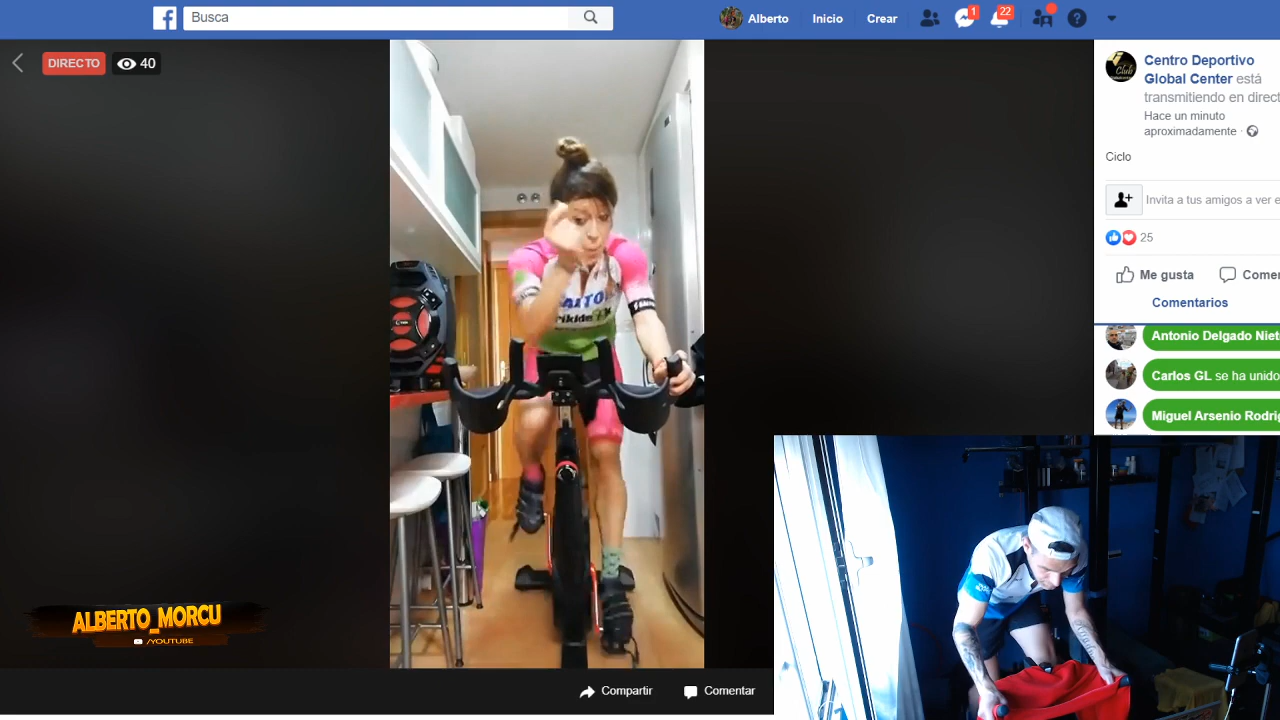 Busca
Alberto
Inicio
Crear
1
22
DIRECTO
40
Centro Deportivo
Global Center está
transmitiendo en direct
Hace un minuto
aproximadamente ·
Ciclo
Invita a tus amigos a ver e
25
Me gusta
Comen
Comentarios
Antonio Delgado Niet
Carlos GL se ha unido
Miguel Arsenio Rodrig
ALBERTO_MORCU
/YOUTUBE
Compartir
Comentar